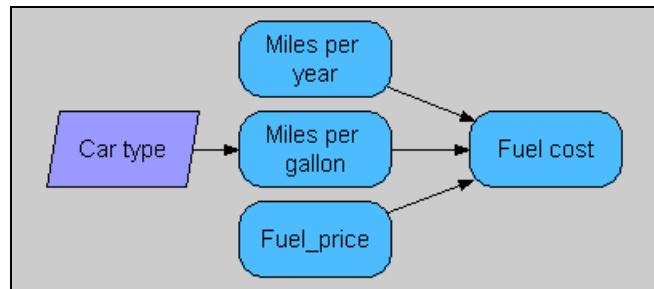 Miles per
year
Car type
Miles per
gallon
Fuel cost
Fuel_price